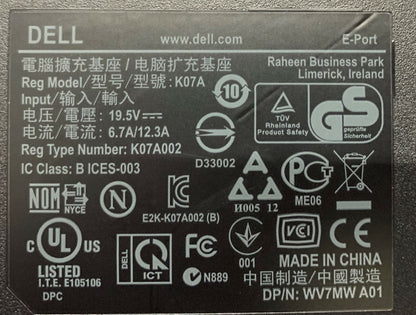 DELL www.dell.com E-Port
電腦擴充基座 / 电脑扩充基座
Reg Model/型号/型號: K07A
Input/输入/輸入:
电压/電壓: 19.5V⎓
电流/電流: 6.7A/12.3A
Reg Type Number: K07A002
IC Class: B ICES-003
Raheen Business Park
Limerick, Ireland
10
TÜV
Rheinland
Product Safety
GS
geprüfte
Sicherheit
D33002
NOM
NYCE
E2K-K07A002 (B)
И005 12
ME06
C UL US
LISTED
I.T.E. E105106
DPC
DELL
ICT
FC
N889
001
VCI
CE
MADE IN CHINA
中国制造/中國製造
DP/N: WV7MW A01